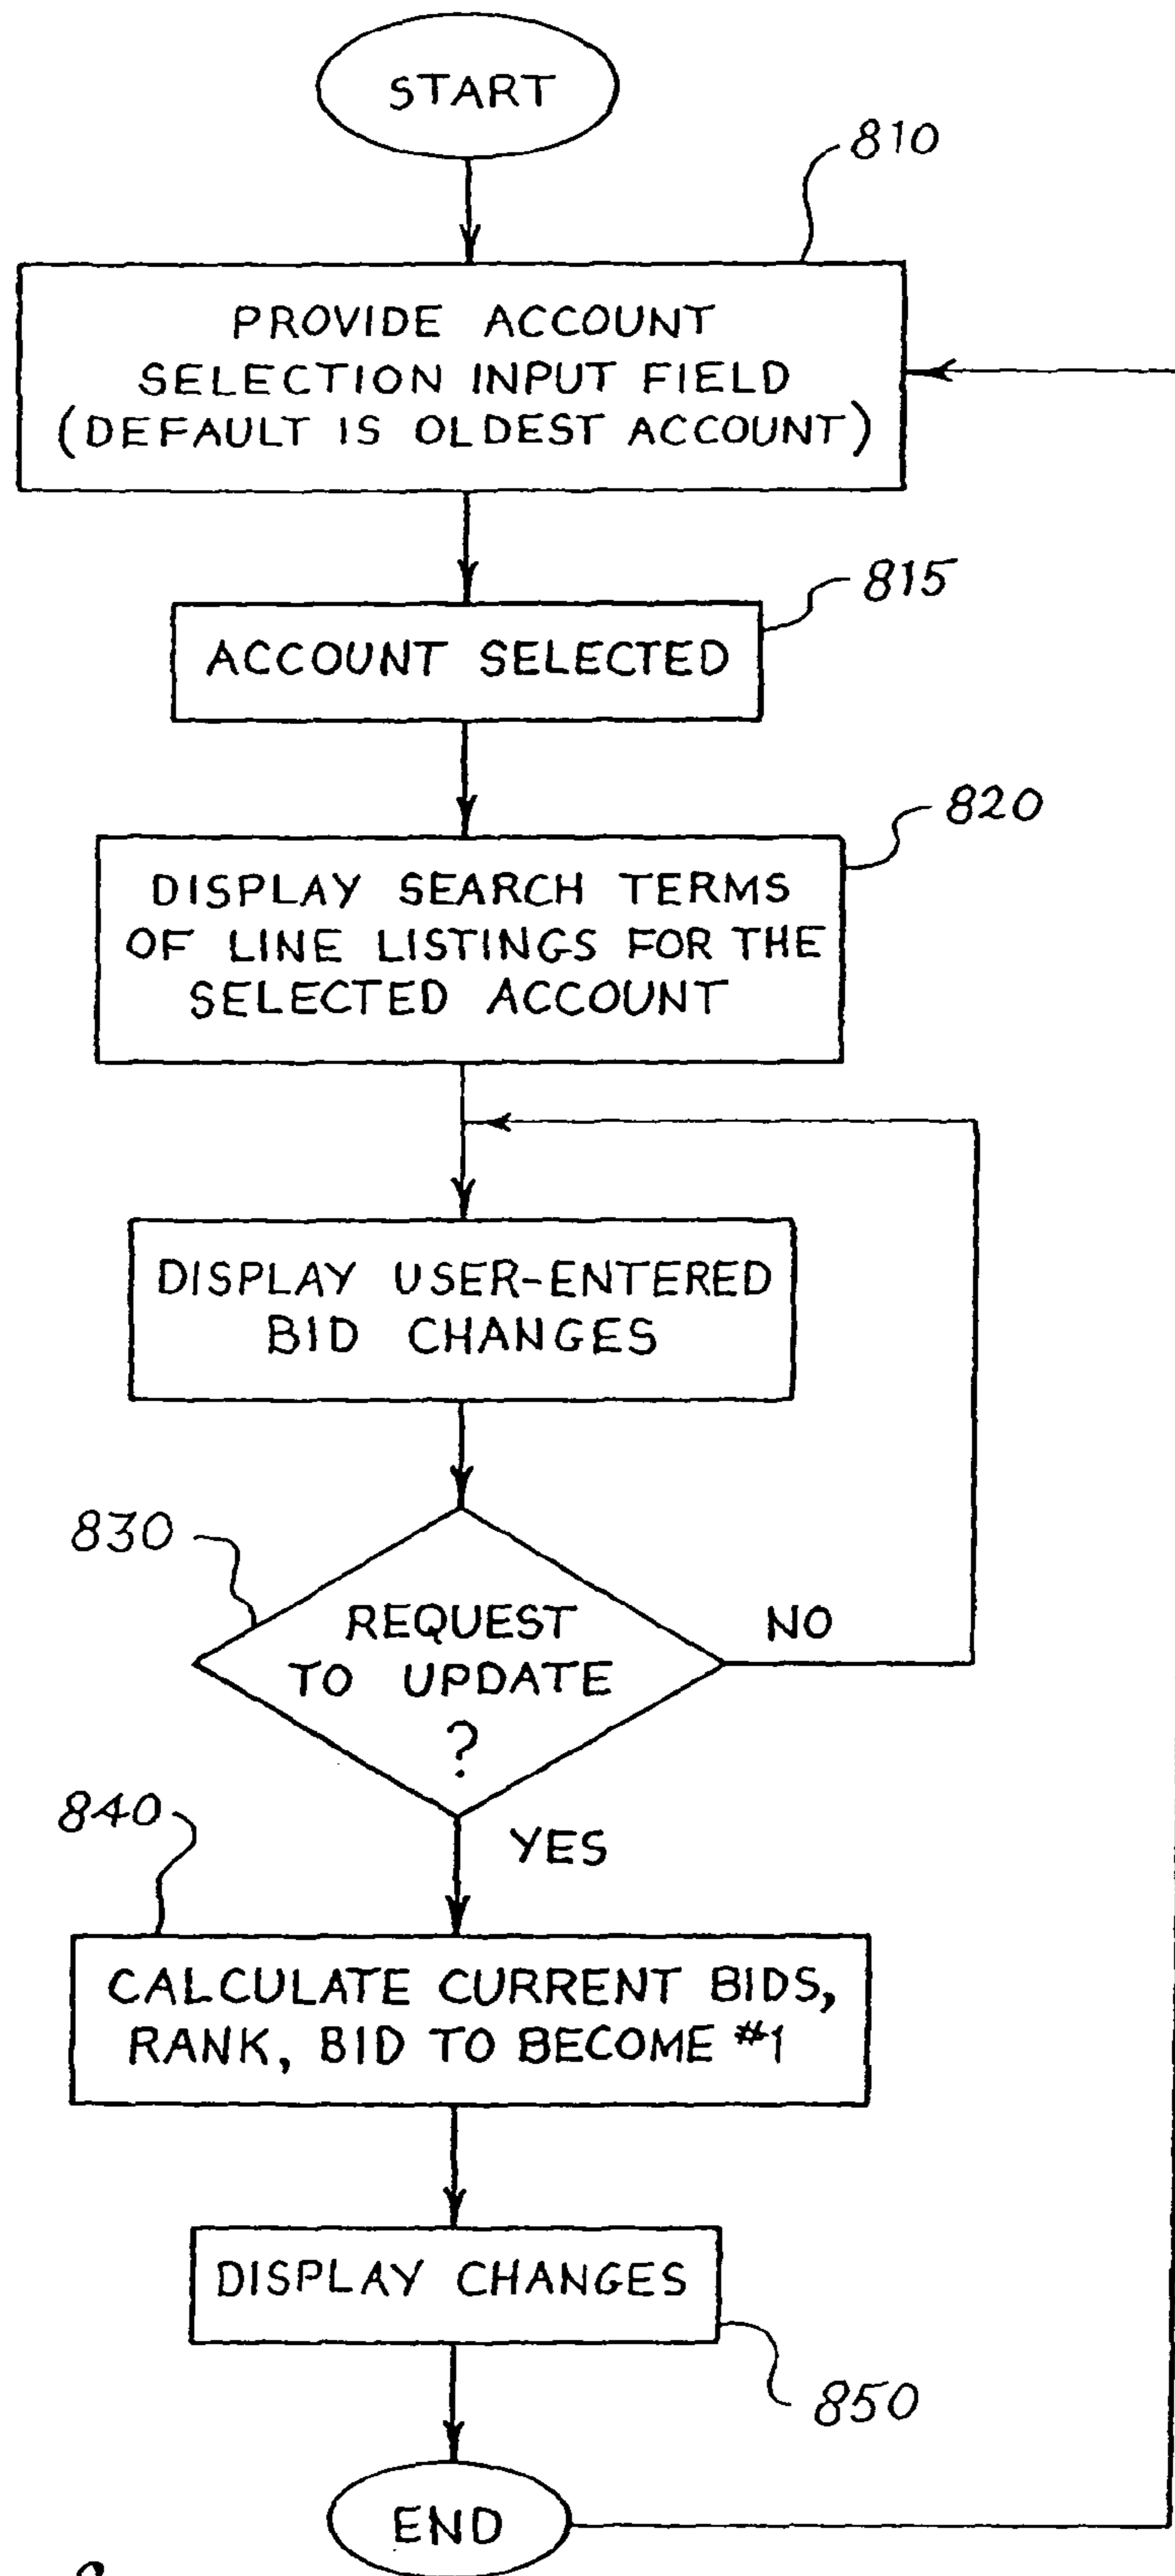 START
810
PROVIDE ACCOUNT
SELECTION INPUT FIELD
(DEFAULT IS OLDEST ACCOUNT)
815
ACCOUNT SELECTED
820
DISPLAY SEARCH TERMS
OF LINE LISTINGS FOR THE
SELECTED ACCOUNT
DISPLAY USER-ENTERED
BID CHANGES
830
REQUEST
TO UPDATE
?
NO
840
YES
CALCULATE CURRENT BIDS,
RANK, BID TO BECOME #1
DISPLAY CHANGES
850
END